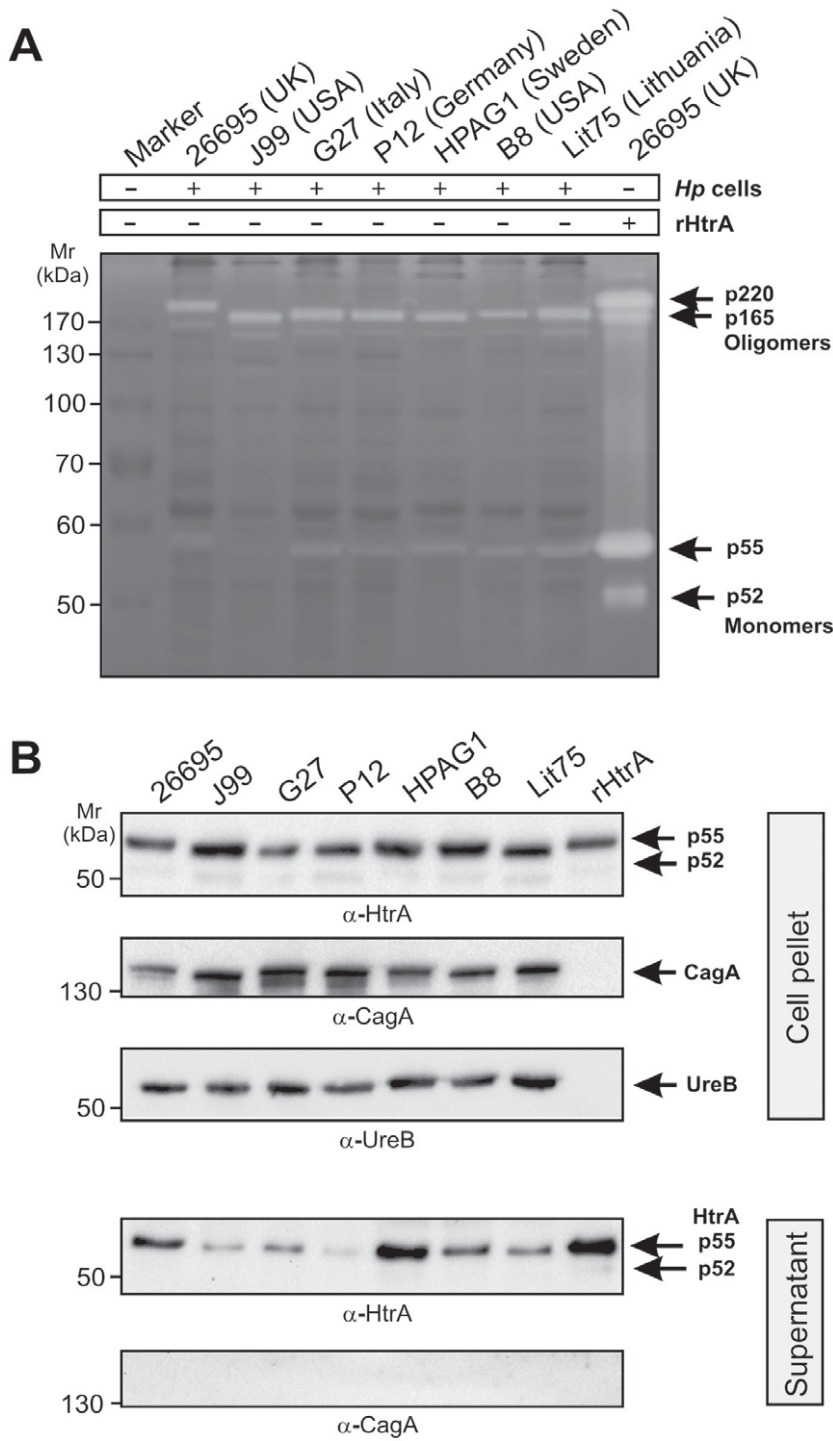 A
Marker
26695 (UK)
J99 (USA)
G27 (Italy)
P12 (Germany)
HPAG1 (Sweden)
B8 (USA)
Lit75 (Lithuania)
26695 (UK)
– + + + + + + + – Hp cells
– – – – – – – – + rHtrA
Mr
(kDa)
p220
170
p165
Oligomers
130
100
70
60
p55
50
p52
Monomers
B
26695
J99
G27
P12
HPAG1
B8
Lit75
rHtrA
Mr
(kDa)
p55
p52
50
α-HtrA
CagA
130
α-CagA
UreB
50
α-UreB
Cell pellet
HtrA
p55
p52
50
α-HtrA
130
α-CagA
Supernatant